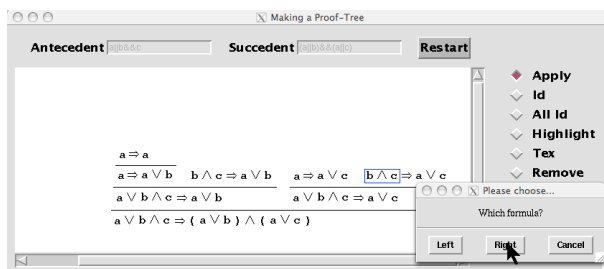 Making a Proof-Tree
Antecedent a||b&&c Succedent (a||b)&&(a||c) Restart
Apply
Id
All Id
Highlight
Tex
Remove
a ⇒ a
a ⇒ a ∨ b b ∧ c ⇒ a ∨ b a ⇒ a ∨ c b ∧ c ⇒ a ∨ c
a ∨ b ∧ c ⇒ a ∨ b a ∨ b ∧ c ⇒ a ∨ c
a ∨ b ∧ c ⇒ ( a ∨ b ) ∧ ( a ∨ c )
Please choose...
Which formula?
Left Right Cancel